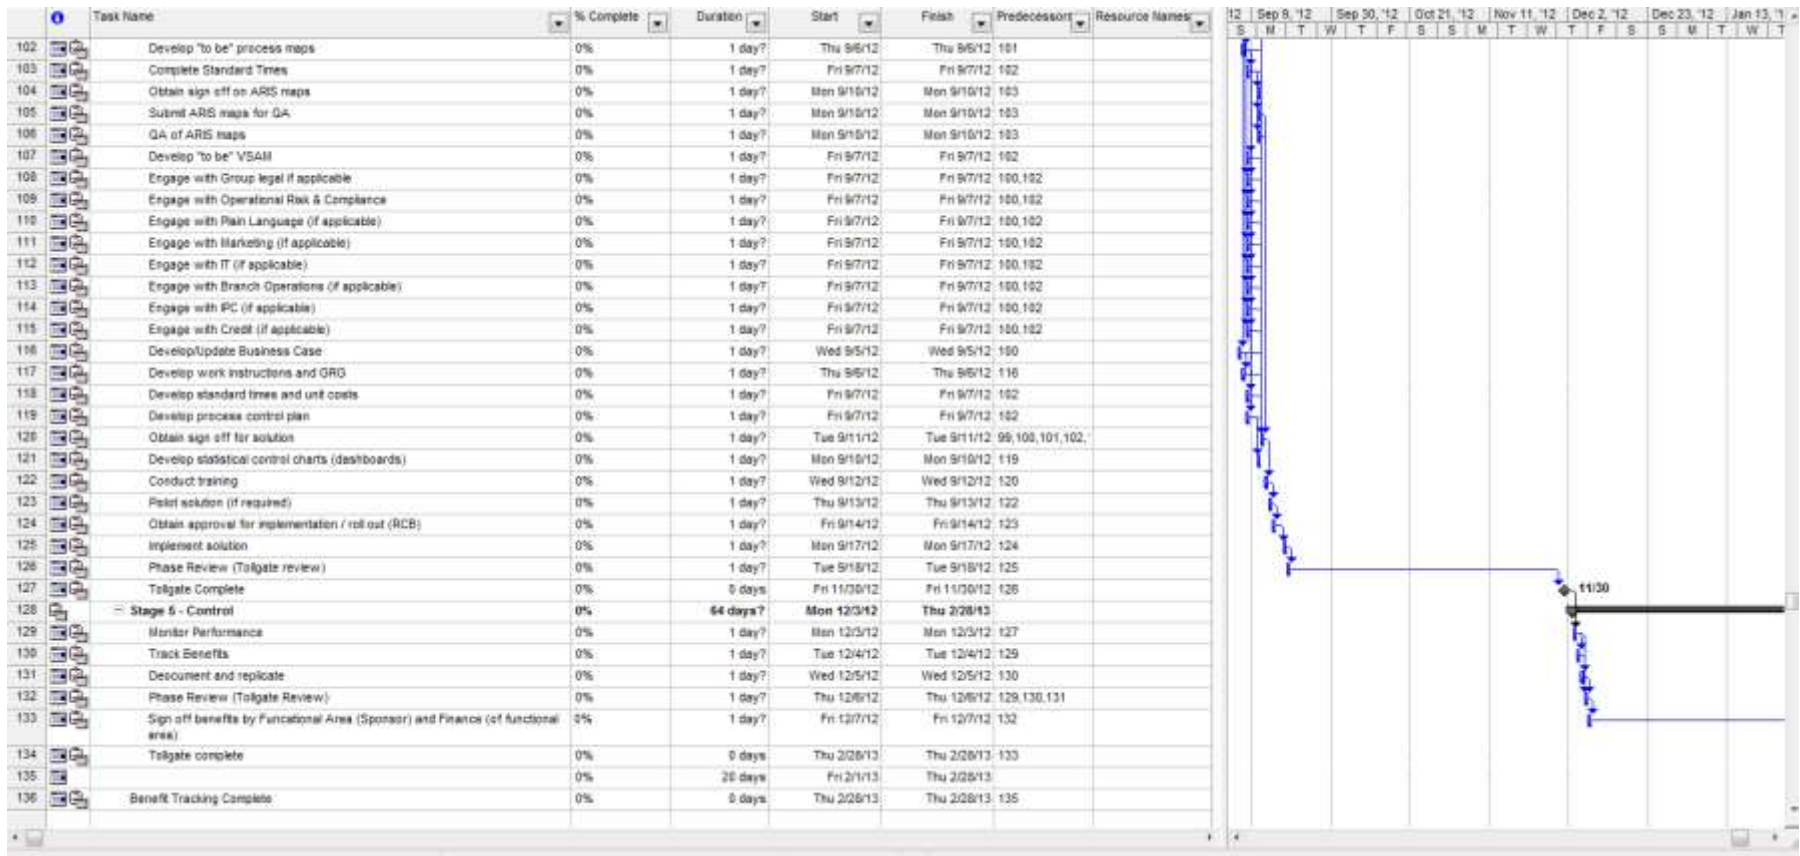 Task Name % Complete Duration Start Finish Predecessors Resource Names 12 Sep 9, '12 Sep 30, '12 Oct 21, '12 Nov 11, '12 Dec 2, '12 Dec 23, '12 Jan 13, '1
S M T W T F S S M T W T F S S M T W T
102 Develop "to be" process maps 0% 1 day? Thu 9/6/12 Thu 9/6/12 101
103 Complete Standard Times 0% 1 day? Fri 9/7/12 Fri 9/7/12 102
104 Obtain sign off on ARIS maps 0% 1 day? Mon 9/10/12 Mon 9/10/12 103
105 Submit ARIS maps for QA 0% 1 day? Mon 9/10/12 Mon 9/10/12 103
106 QA of ARIS maps 0% 1 day? Mon 9/10/12 Mon 9/10/12 103
107 Develop "to be" VSAM 0% 1 day? Fri 9/7/12 Fri 9/7/12 102
108 Engage with Group legal if applicable 0% 1 day? Fri 9/7/12 Fri 9/7/12 100,102
109 Engage with Operational Risk & Compliance 0% 1 day? Fri 9/7/12 Fri 9/7/12 100,102
110 Engage with Plain Language (if applicable) 0% 1 day? Fri 9/7/12 Fri 9/7/12 100,102
111 Engage with Marketing (if applicable) 0% 1 day? Fri 9/7/12 Fri 9/7/12 100,102
112 Engage with IT (if applicable) 0% 1 day? Fri 9/7/12 Fri 9/7/12 100,102
113 Engage with Branch Operations (if applicable) 0% 1 day? Fri 9/7/12 Fri 9/7/12 100,102
114 Engage with IPC (if applicable) 0% 1 day? Fri 9/7/12 Fri 9/7/12 100,102
115 Engage with Credit (if applicable) 0% 1 day? Fri 9/7/12 Fri 9/7/12 100,102
116 Develop/Update Business Case 0% 1 day? Wed 9/5/12 Wed 9/5/12 100
117 Develop work instructions and GRG 0% 1 day? Thu 9/6/12 Thu 9/6/12 116
118 Develop standard times and unit costs 0% 1 day? Fri 9/7/12 Fri 9/7/12 102
119 Develop process control plan 0% 1 day? Fri 9/7/12 Fri 9/7/12 102
120 Obtain sign off for solution 0% 1 day? Tue 9/11/12 Tue 9/11/12 99,100,101,102,
121 Develop statistical control charts (dashboards) 0% 1 day? Mon 9/10/12 Mon 9/10/12 119
122 Conduct training 0% 1 day? Wed 9/12/12 Wed 9/12/12 120
123 Polot solution (if required) 0% 1 day? Thu 9/13/12 Thu 9/13/12 122
124 Obtain approval for implementation / roll out (RCB) 0% 1 day? Fri 9/14/12 Fri 9/14/12 123
125 Implement solution 0% 1 day? Mon 9/17/12 Mon 9/17/12 124
126 Phase Review (Tollgate review) 0% 1 day? Tue 9/18/12 Tue 9/18/12 125
127 Tollgate Complete 0% 0 days Fri 11/30/12 Fri 11/30/12 126 11/30
128 Stage 5 - Control 0% 64 days? Mon 12/3/12 Thu 2/28/13
129 Monitor Performance 0% 1 day? Mon 12/3/12 Mon 12/3/12 127
130 Track Benefits 0% 1 day? Tue 12/4/12 Tue 12/4/12 129
131 Deocument and replicate 0% 1 day? Wed 12/5/12 Wed 12/5/12 130
132 Phase Review (Tollgate Review) 0% 1 day? Thu 12/6/12 Thu 12/6/12 129,130,131
133 Sign off benefits by Funcational Area (Sponsor) and Finance (of functional 0% 1 day? Fri 12/7/12 Fri 12/7/12 132
area)
134 Tollgate complete 0% 0 days Thu 2/28/13 Thu 2/28/13 133
135 0% 20 days Fri 2/1/13 Thu 2/28/13
136 Benefit Tracking Complete 0% 0 days Thu 2/28/13 Thu 2/28/13 135